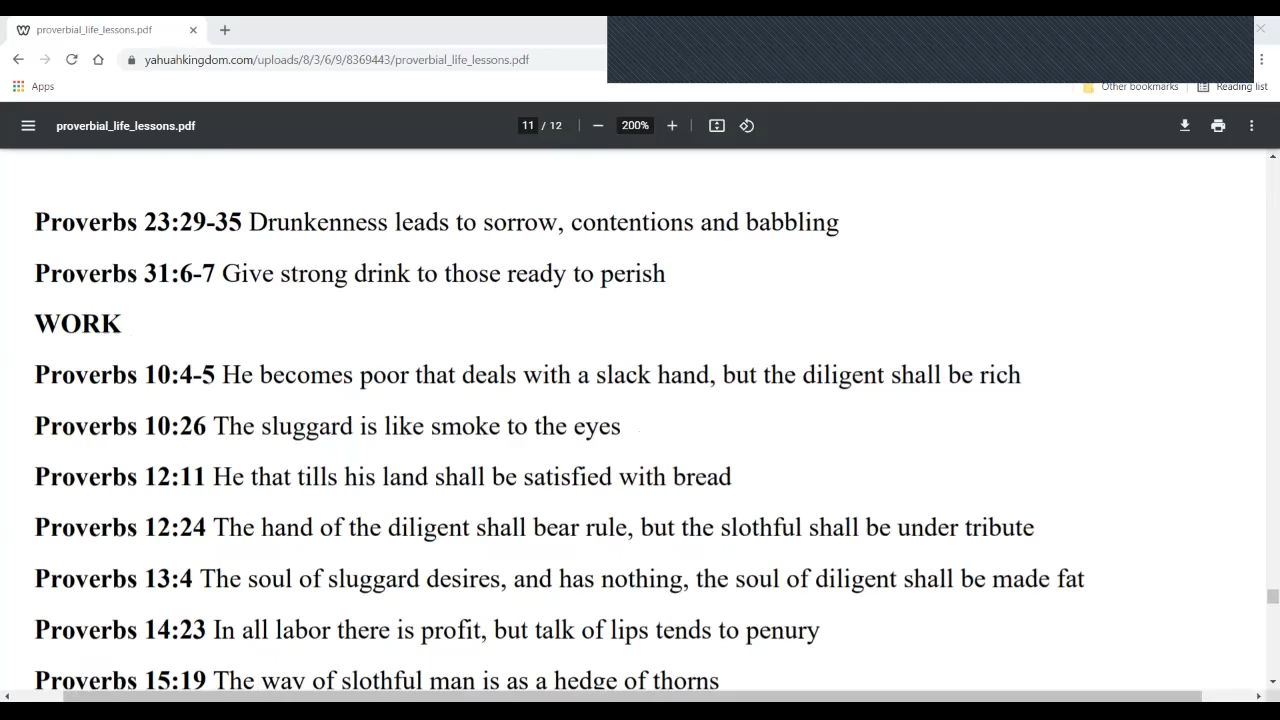 proverbial_life_lessons.pdf
yahuahkingdom.com/uploads/8/3/6/9/8369443/proverbial_life_lessons.pdf
Apps
Other bookmarks
Reading list
proverbial_life_lessons.pdf
11 / 12
200%
Proverbs 23:29-35 Drunkenness leads to sorrow, contentions and babbling
Proverbs 31:6-7 Give strong drink to those ready to perish
WORK
Proverbs 10:4-5 He becomes poor that deals with a slack hand, but the diligent shall be rich
Proverbs 10:26 The sluggard is like smoke to the eyes
Proverbs 12:11 He that tills his land shall be satisfied with bread
Proverbs 12:24 The hand of the diligent shall bear rule, but the slothful shall be under tribute
Proverbs 13:4 The soul of sluggard desires, and has nothing, the soul of diligent shall be made fat
Proverbs 14:23 In all labor there is profit, but talk of lips tends to penury
Proverbs 15:19 The way of slothful man is as a hedge of thorns